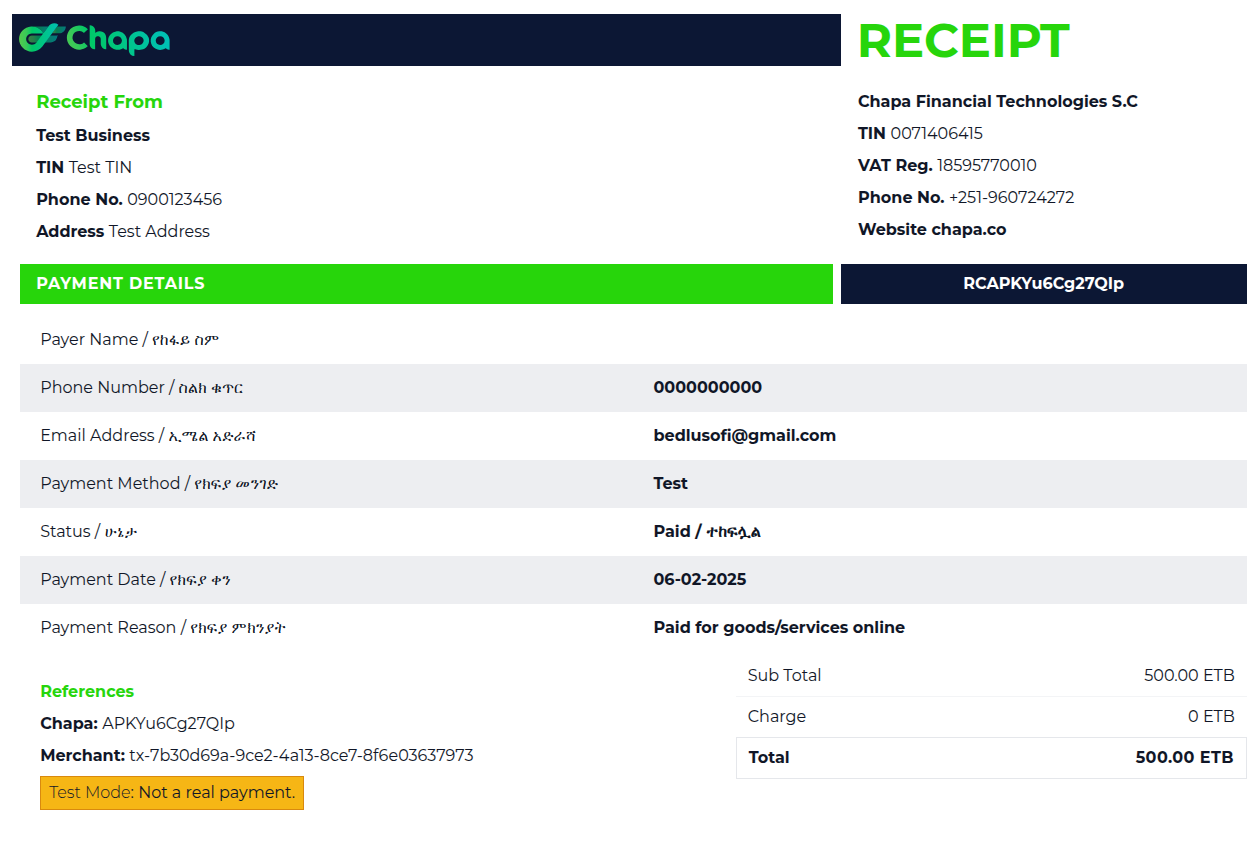 Chapa
RECEIPT
Receipt From
Test Business
TIN Test TIN
Phone No. 0900123456
Address Test Address
Chapa Financial Technologies S.C
TIN 0071406415
VAT Reg. 18595770010
Phone No. +251-960724272
Website chapa.co
PAYMENT DETAILS
RCAPKYu6Cg27QIp
Payer Name / የከፋይ ስም
Phone Number / ስልክ ቁጥር 0000000000
Email Address / ኢሜል አድራሻ bedlusofi@gmail.com
Payment Method / የክፍያ መንገድ Test
Status / ሁኔታ Paid / ተከፍሏል
Payment Date / የክፍያ ቀን 06-02-2025
Payment Reason / የክፍያ ምክንያት Paid for goods/services online
Sub Total 500.00 ETB
Charge 0 ETB
Total 500.00 ETB
References
Chapa: APKYu6Cg27QIp
Merchant: tx-7b30d69a-9ce2-4a13-8ce7-8f6e03637973
Test Mode: Not a real payment.